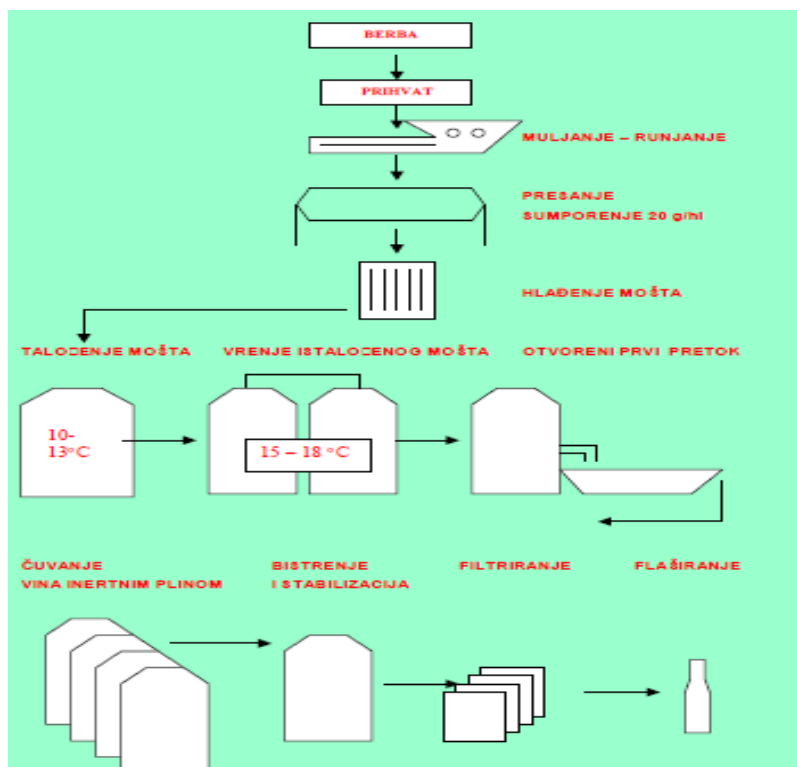 BERBA
PRIHVAT
MULJANJE – RUNJANJE
PRESANJE
SUMPORENJE 20 g/hl
HLAĐENJE MOŠTA
TALOŽENJE MOŠTA VRENJE ISTALOŽENOG MOŠTA OTVORENI PRVI PRETOK
10-
13°C
15 – 18 °C
ČUVANJE
VINA INERTNIM PLINOM
BISTRENJE
I STABILIZACIJA
FILTRIRANJE
FLAŠIRANJE